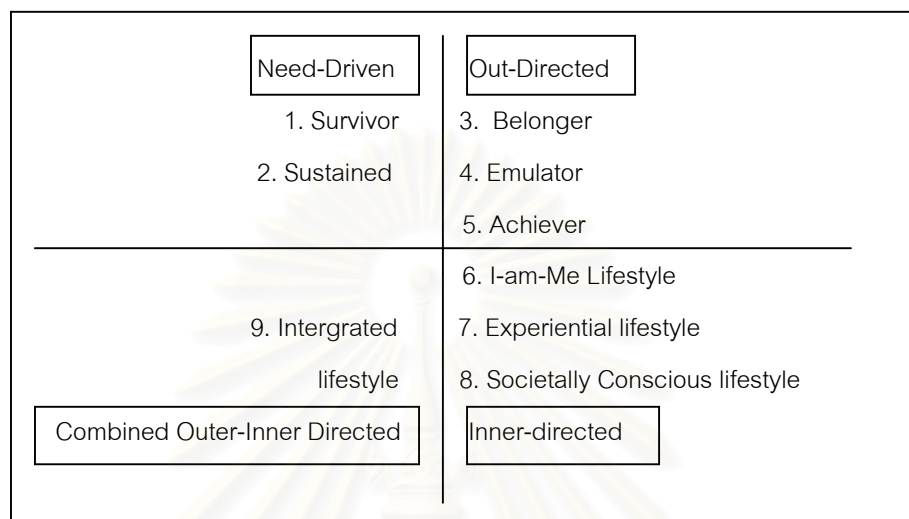 Need-Driven
1. Survivor
2. Sustained
Out-Directed
3. Belonger
4. Emulator
5. Achiever
9. Intergrated
lifestyle
Combined Outer-Inner Directed
6. I-am-Me Lifestyle
7. Experiential lifestyle
8. Societally Conscious lifestyle
Inner-directed